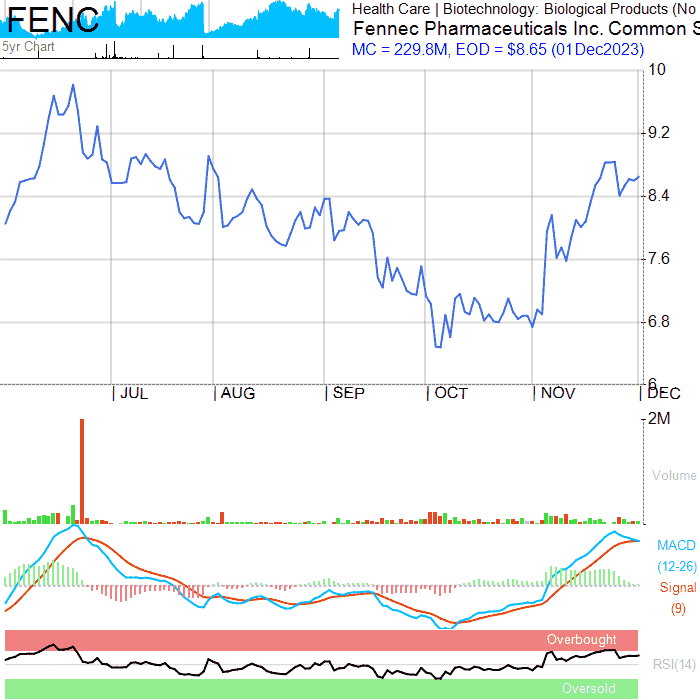 FENC
5yr Chart
Health Care | Biotechnology: Biological Products (No
Fennec Pharmaceuticals Inc. Common S
MC = 229.8M, EOD = $8.65 (01Dec2023)
10
9.2
8.4
7.6
6.8
6
JUL AUG SEP OCT NOV DEC
2M
Volume
MACD
(12-26)
Signal
(9)
Overbought
RSI(14)
Oversold